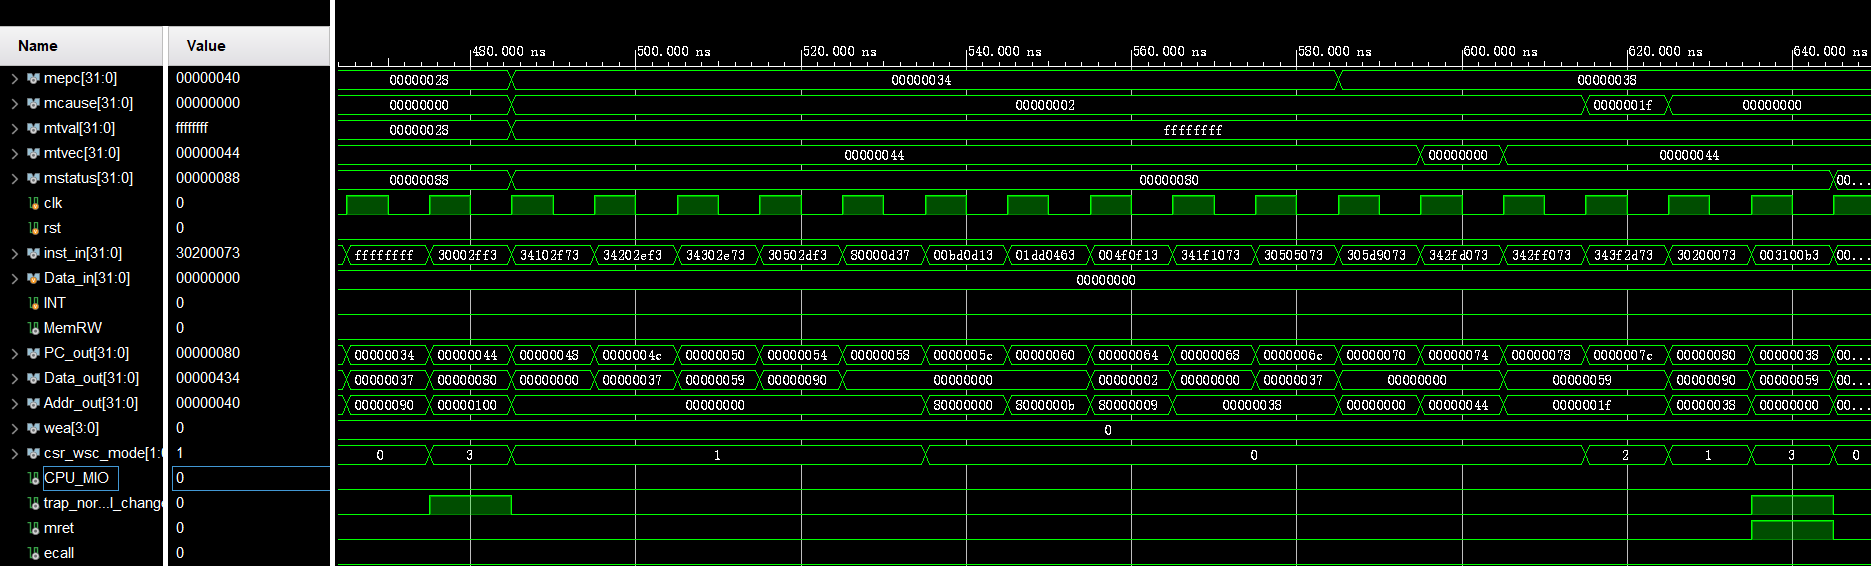 Name Value 480.000 ns 500.000 ns 520.000 ns 540.000 ns 560.000 ns 580.000 ns 600.000 ns 620.000 ns 640.000 ns
mepc[31:0] 00000040 00000028 00000034 00000038
mcause[31:0] 00000000 00000000 00000002 0000001f 00000000
mtval[31:0] ffffffff 00000028 ffffffff
mtvec[31:0] 00000044 00000044 00000000 00000044
mstatus[31:0] 00000088 00000088 00000080 00...
clk 0
rst 0
inst_in[31:0] 30200073 ffffffff 30002ff3 34102f73 34202ef3 34302e73 30502df3 80000d37 00bd0d13 01dd0463 004f0f13 341f1073 30505073 305d9073 342fd073 342ff073 343f2d73 30200073 003100b3 00...
Data_in[31:0] 00000000 00000000
INT 0
MemRW 0
PC_out[31:0] 00000080 00000034 00000044 00000048 0000004c 00000050 00000054 00000058 0000005c 00000060 00000064 00000068 0000006c 00000070 00000074 00000078 0000007c 00000080 00000038 00...
Data_out[31:0] 00000434 00000037 00000080 00000000 00000037 00000059 00000090 00000000 00000002 00000000 00000037 00000000 00000059 00000090 00000059 00...
Addr_out[31:0] 00000040 00000090 00000100 00000000 80000000 8000000b 80000009 00000038 00000000 00000044 0000001f 00000038 00000000 00...
wea[3:0] 0 0
csr_wsc_mode[1:0 1 0 3 1 0 2 1 3 0
CPU_MIO 0
trap_nor...l_change 0
mret 0
ecall 0